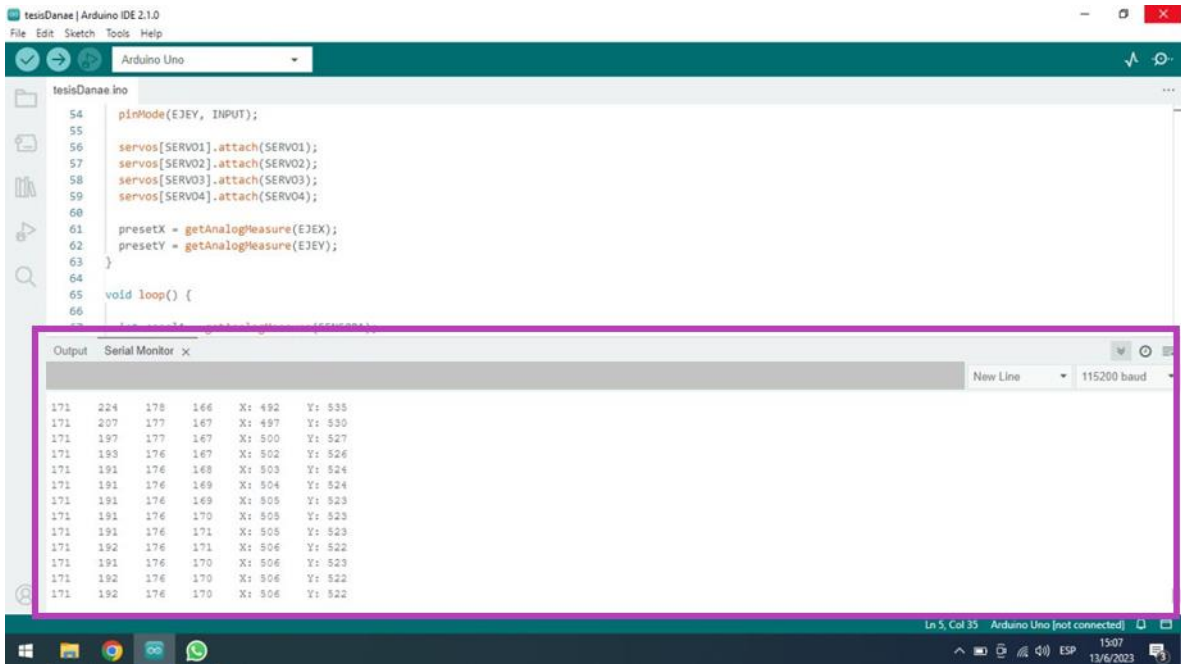 tesisDanae | Arduino IDE 2.1.0
File Edit Sketch Tools Help
Arduino Uno
tesisDanae.ino
54 pinMode(EJEY, INPUT);
55
56 servos[SERVO1].attach(SERVO1);
57 servos[SERVO2].attach(SERVO2);
58 servos[SERVO3].attach(SERVO3);
59 servos[SERVO4].attach(SERVO4);
60
61 presetX = getAnalogMeasure(EJEX);
62 presetY = getAnalogMeasure(EJEY);
63 }
64
65 void loop() {
66
Output Serial Monitor
New Line 115200 baud
171 224 178 166 X: 492 Y: 535
171 207 177 167 X: 497 Y: 530
171 197 177 167 X: 500 Y: 527
171 193 176 167 X: 502 Y: 526
171 191 176 168 X: 503 Y: 524
171 191 176 169 X: 504 Y: 524
171 191 176 169 X: 505 Y: 523
171 191 176 170 X: 505 Y: 523
171 191 176 171 X: 505 Y: 523
171 192 176 171 X: 506 Y: 522
171 191 176 170 X: 506 Y: 523
171 192 176 170 X: 506 Y: 522
171 192 176 170 X: 506 Y: 522
Ln 5, Col 35 Arduino Uno [not connected]
ESP 15:07
13/6/2023